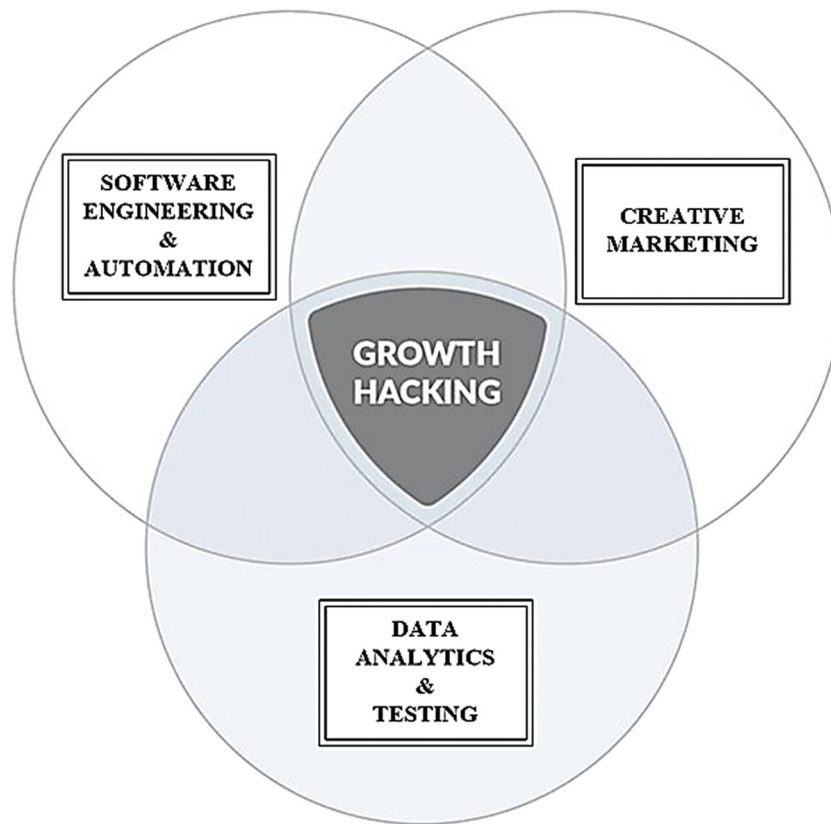 SOFTWARE
ENGINEERING
&
AUTOMATION
CREATIVE
MARKETING
GROWTH
HACKING
DATA
ANALYTICS
&
TESTING